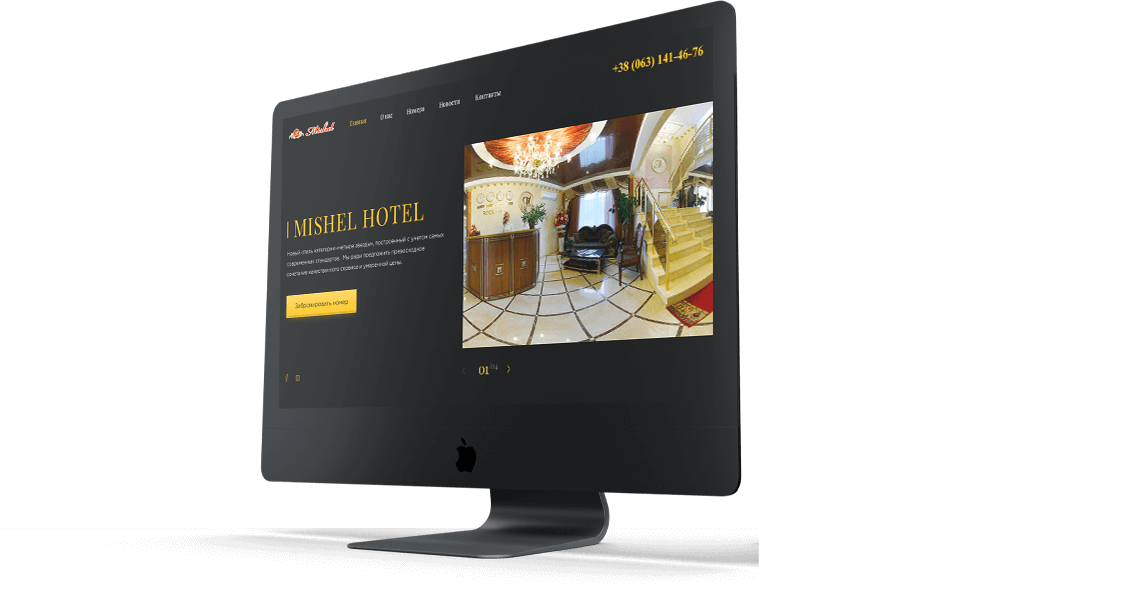 +38 (063) 141-46-76
Mishel Главная О нас Номера Новости Контакты
MISHEL HOTEL
Новый отель категории «четыре звезды», построенный с учетом самых
современных стандартов. Мы рады предложить превосходное
сочетание качественного сервиса и умеренной цены.
Забронировать номер
01/04